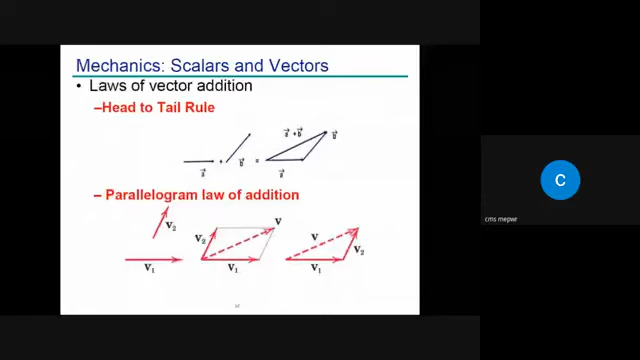 Mechanics: Scalars and Vectors
• Laws of vector addition
–Head to Tail Rule
a + b b
a + b = a
– Parallelogram law of addition
V₂ V₂ V V V₂
V₁ V₁ V₁
C
cms mepwr